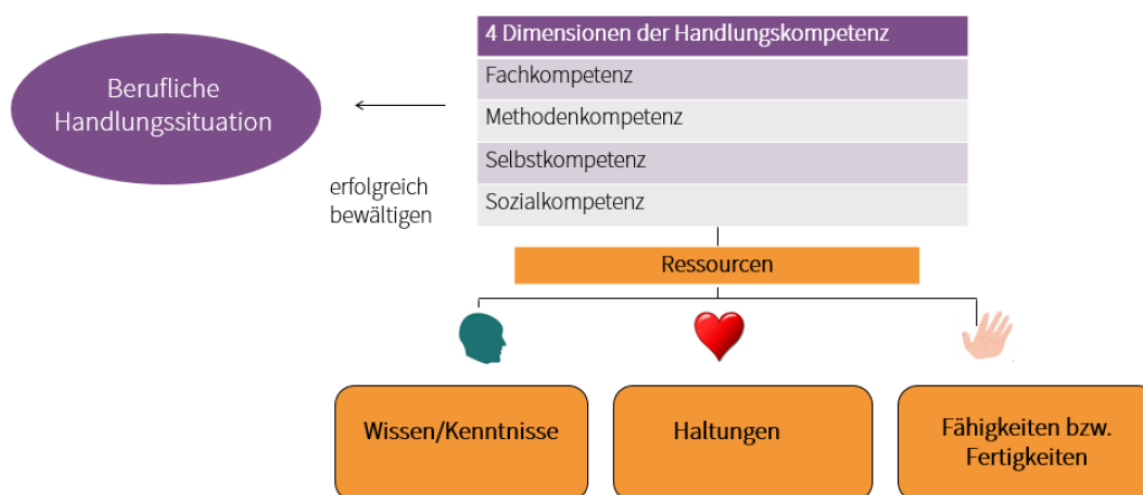 Berufliche
Handlungssituation
erfolgreich
bewältigen
4 Dimensionen der Handlungskompetenz
Fachkompetenz
Methodenkompetenz
Selbstkompetenz
Sozialkompetenz
Ressourcen
Wissen/Kenntnisse
Haltungen
Fähigkeiten bzw.
Fertigkeiten